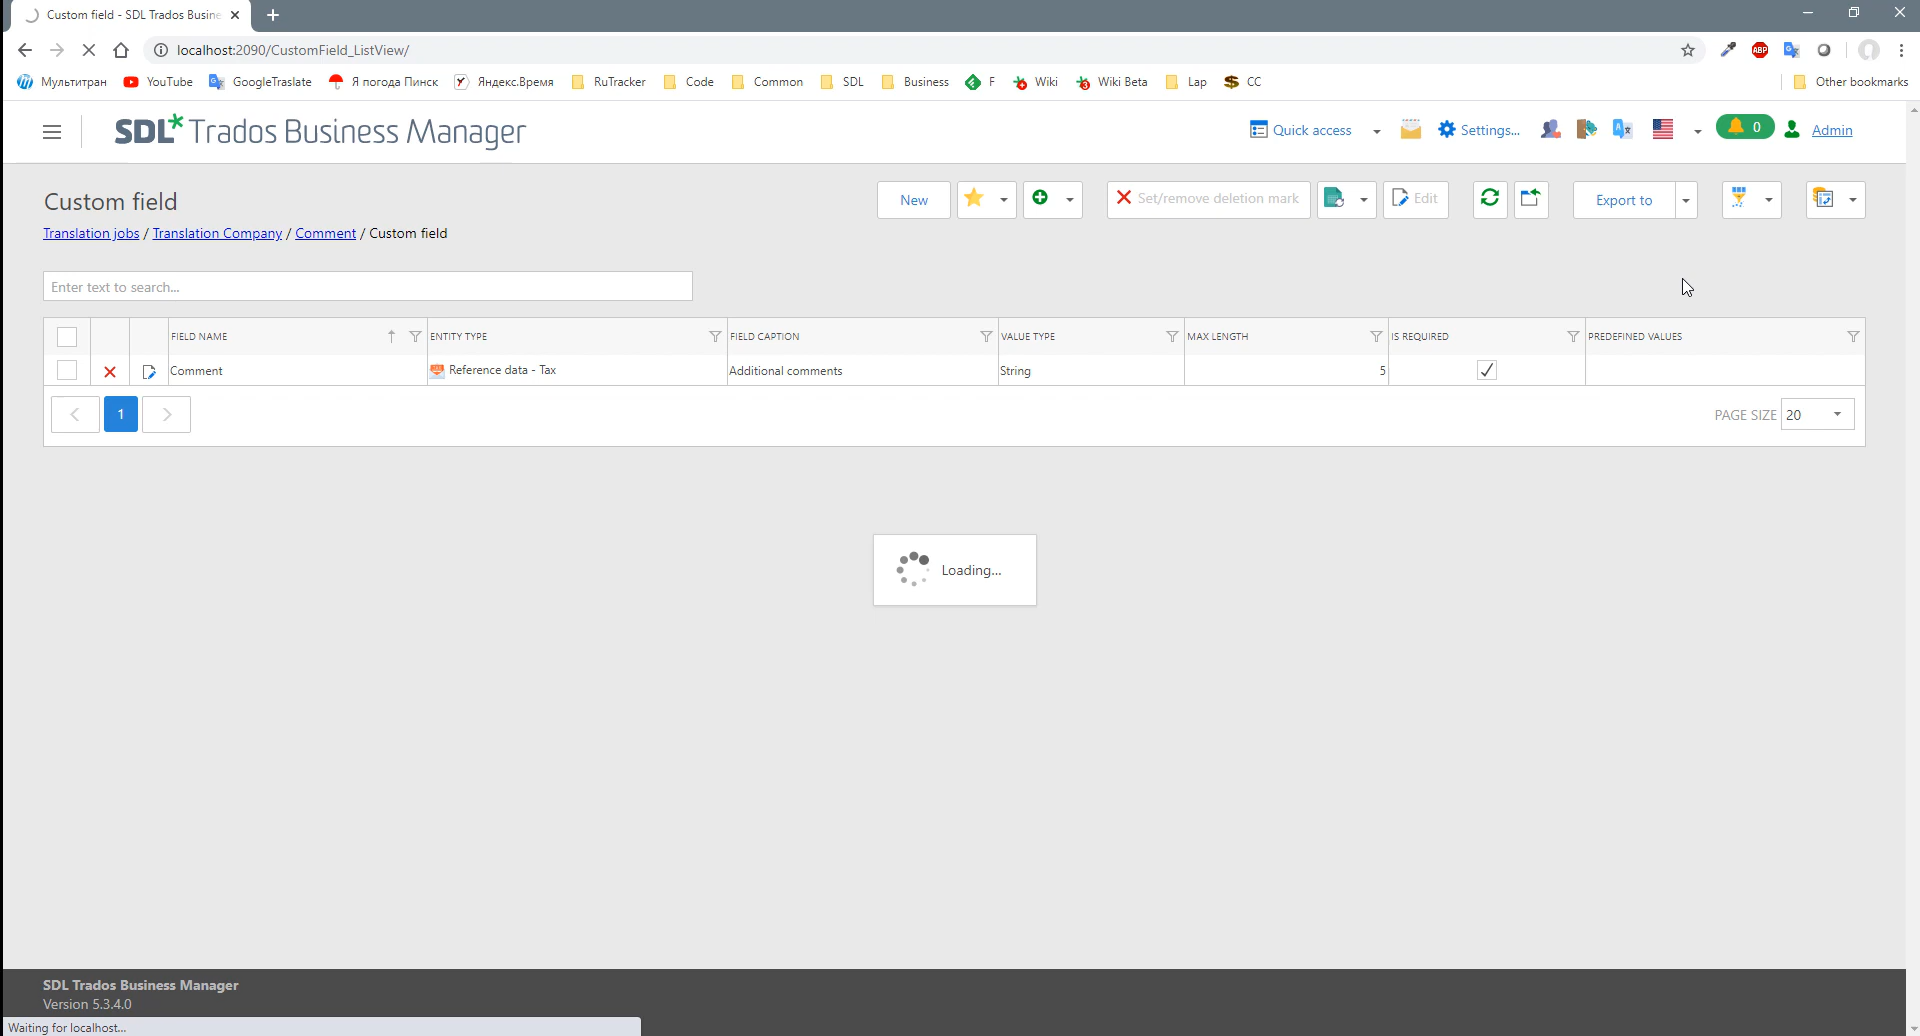 Custom field - SDL Trados Busine
localhost:2090/CustomField_ListView/
ABP
Мультитран YouTube GoogleTraslate Я погода Пинск Яндекс.Время RuTracker Code Common SDL Business F Wiki Wiki Beta Lap CC Other bookmarks
SDL* Trados Business Manager
Quick access Settings... 0 Admin
Custom field
New Set/remove deletion mark Edit Export to
Translation jobs / Translation Company / Comment / Custom field
Enter text to search...
FIELD NAME ENTITY TYPE FIELD CAPTION VALUE TYPE MAX LENGTH IS REQUIRED PREDEFINED VALUES
Comment Reference data - Tax Additional comments String 5
1 PAGE SIZE 20
Loading...
SDL Trados Business Manager
Version 5.3.4.0
Waiting for localhost...